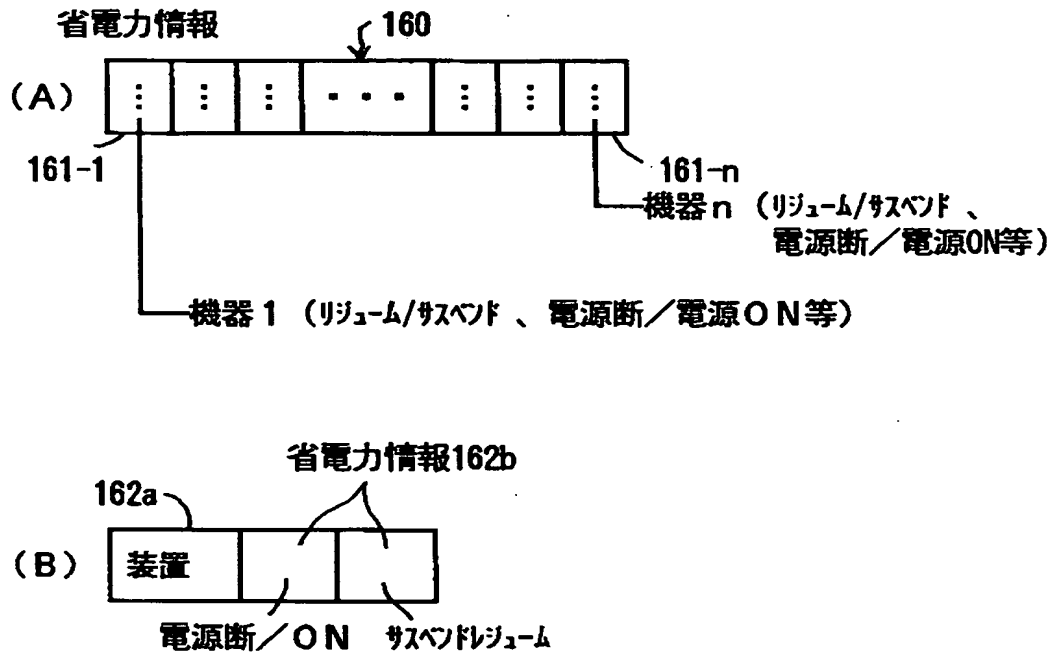 省電力情報 160
(A)
161-1 161-n
機器n (ﾘｼﾞｭｰﾑ/ｻｽﾍﾟﾝﾄﾞ、
電源断/電源ON等)
機器1 (ﾘｼﾞｭｰﾑ/ｻｽﾍﾟﾝﾄﾞ、電源断/電源ON等)
省電力情報162b
162a
(B) 装置
電源断/ON ｻｽﾍﾟﾝﾄﾞﾚｼﾞｭｰﾑ